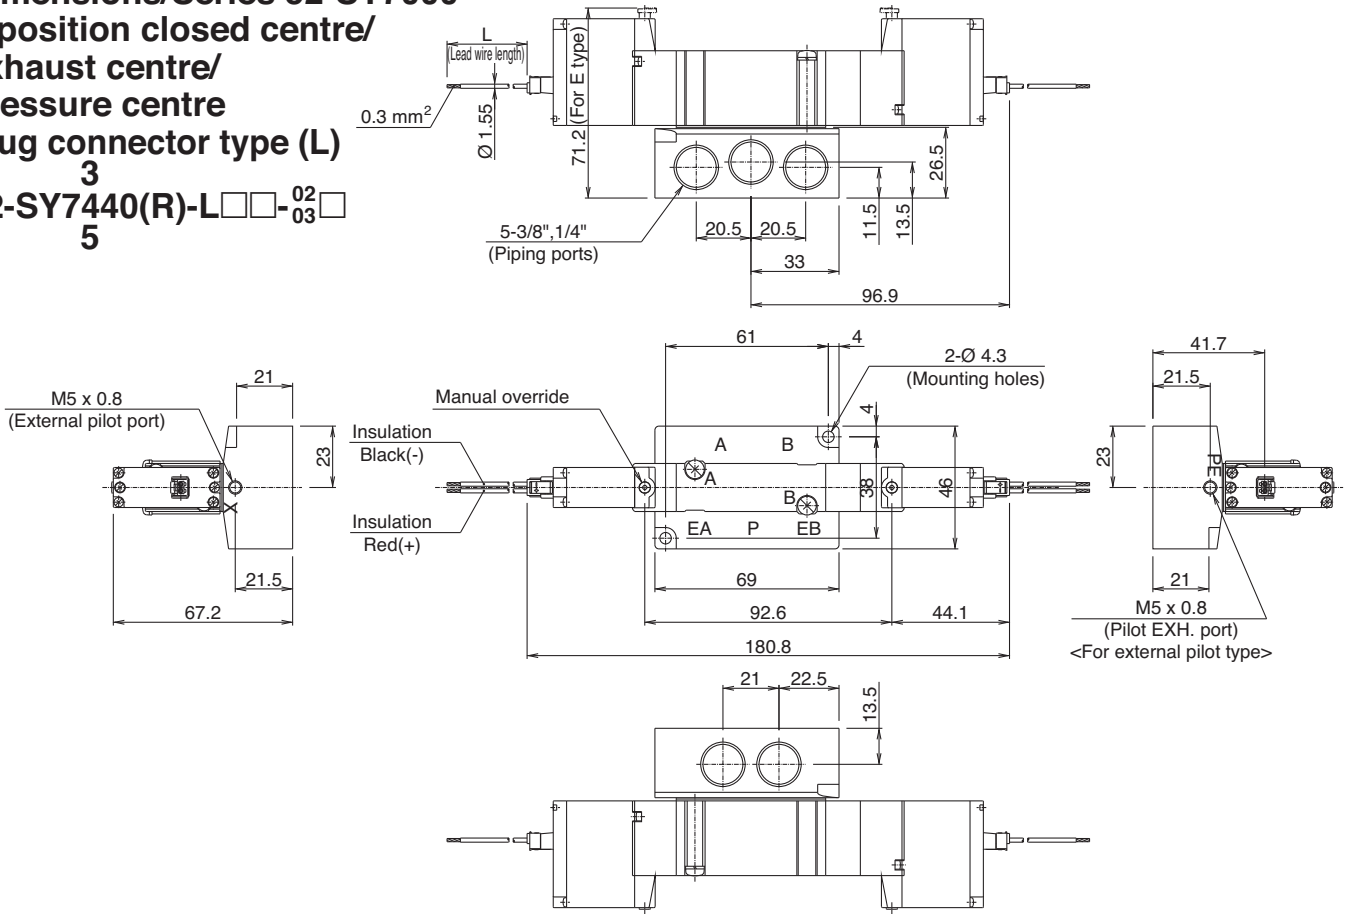 position closed centre/
haust centre/
essure centre
ug connector type (L)
3
-SY7440(R)-L□□-02 03□
5
L
(Lead wire length)
0.3 mm2
Ø 1.55
71.2 (For E type)
26.5
11.5
13.5
5-3/8",1/4"
(Piping ports)
20.5
20.5
33
96.9
61
4
2-Ø 4.3
(Mounting holes)
41.7
21.5
21
M5 x 0.8
(External pilot port)
23
X
21.5
67.2
Manual override
Insulation
Black(-)
Insulation
Red(+)
A
B
A
B
EA
P
EB
4
38
46
69
92.6
44.1
180.8
23
PE
21
M5 x 0.8
(Pilot EXH. port)
<For external pilot type>
21
22.5
13.5